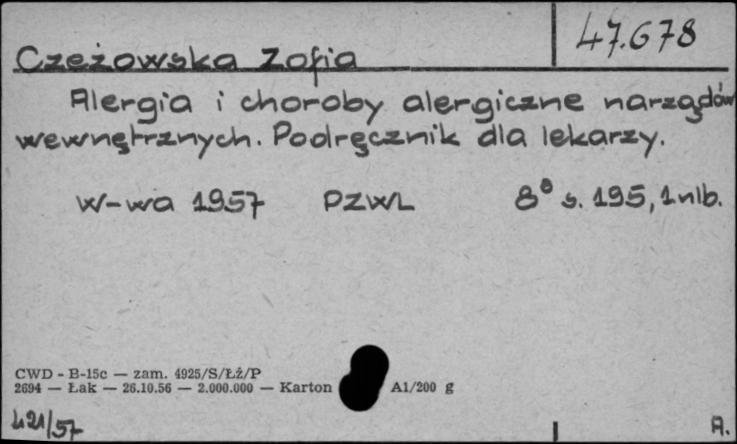 47.678
Czeżowska Zofia
Alergia i choroby alergiczne narządów
wewnętrznych. Podręcznik dla lekarzy.
W-wa 1957 PZWL 8° s. 195, 1 nlb.
CWD - B-15c — zam. 4925/S/ŁŻ/P
2694 — Łak — 26.10.56 — 2.000.000 — Karton A1/200 g
421/57 A.